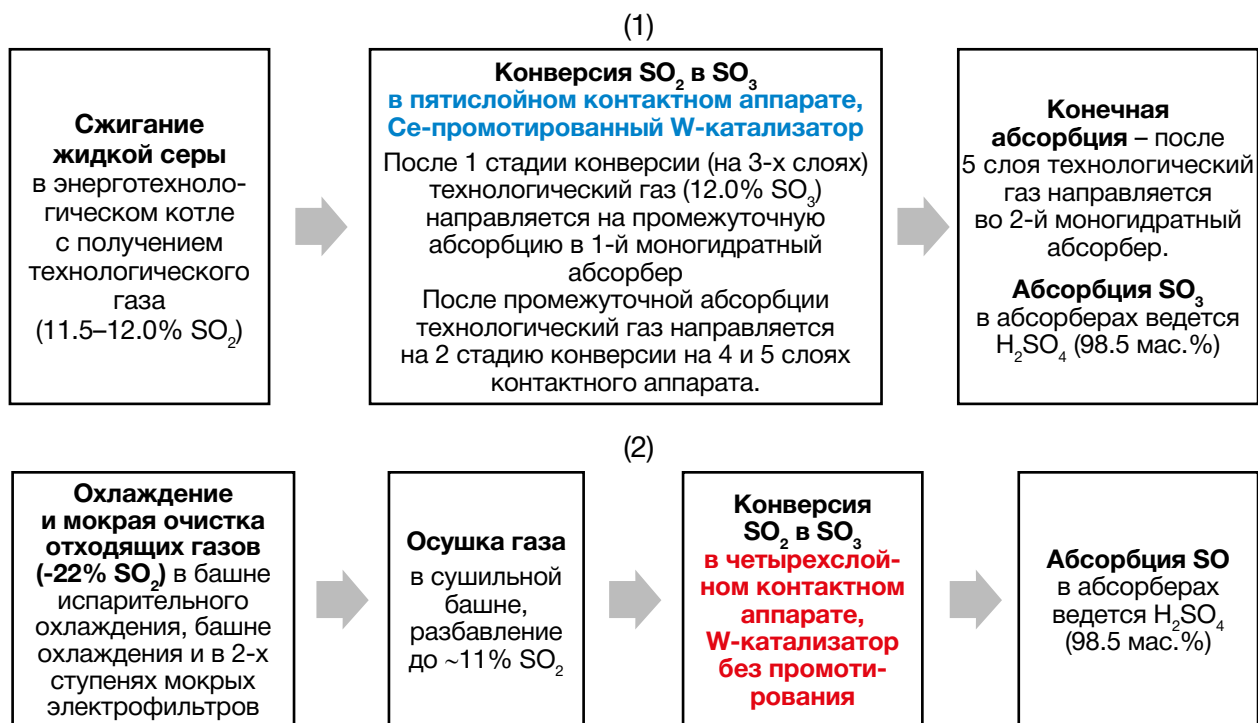 (1)
Сжигание
жидкой серы
в энерготехноло-
гическом котле
с получением
технологического
газа
(11.5–12.0% SO₂)
Конверсия SO₂ в SO₃
в пятислойном контактном аппарате,
Ce-промотированный W-катализатор
После 1 стадии конверсии (на 3-х слоях)
технологический газ (12.0% SO₃)
направляется на промежуточную
абсорбцию в 1-й моногидратный
абсорбер
После промежуточной абсорбции
технологический газ направляется
на 2 стадию конверсии на 4 и 5 слоях
контактного аппарата.
Конечная
абсорбция – после
5 слоя технологический
газ направляется
во 2-й моногидратный
абсорбер.
Абсорбция SO₃
в абсорберах ведется
H₂SO₄ (98.5 мас.%)
(2)
Охлаждение
и мокрая очистка
отходящих газов
(-22% SO₂) в башне
испарительного
охлаждения, башне
охлаждения и в 2-х
ступенях мокрых
электрофильтров
Осушка газа
в сушильной
башне,
разбавление
до ~11% SO₂
Конверсия
SO₂ в SO₃
в четырехслой-
ном контактном
аппарате,
W-катализатор
без промоти-
рования
Абсорбция SO
в абсорберах
ведется H₂SO₄
(98.5 мас.%)